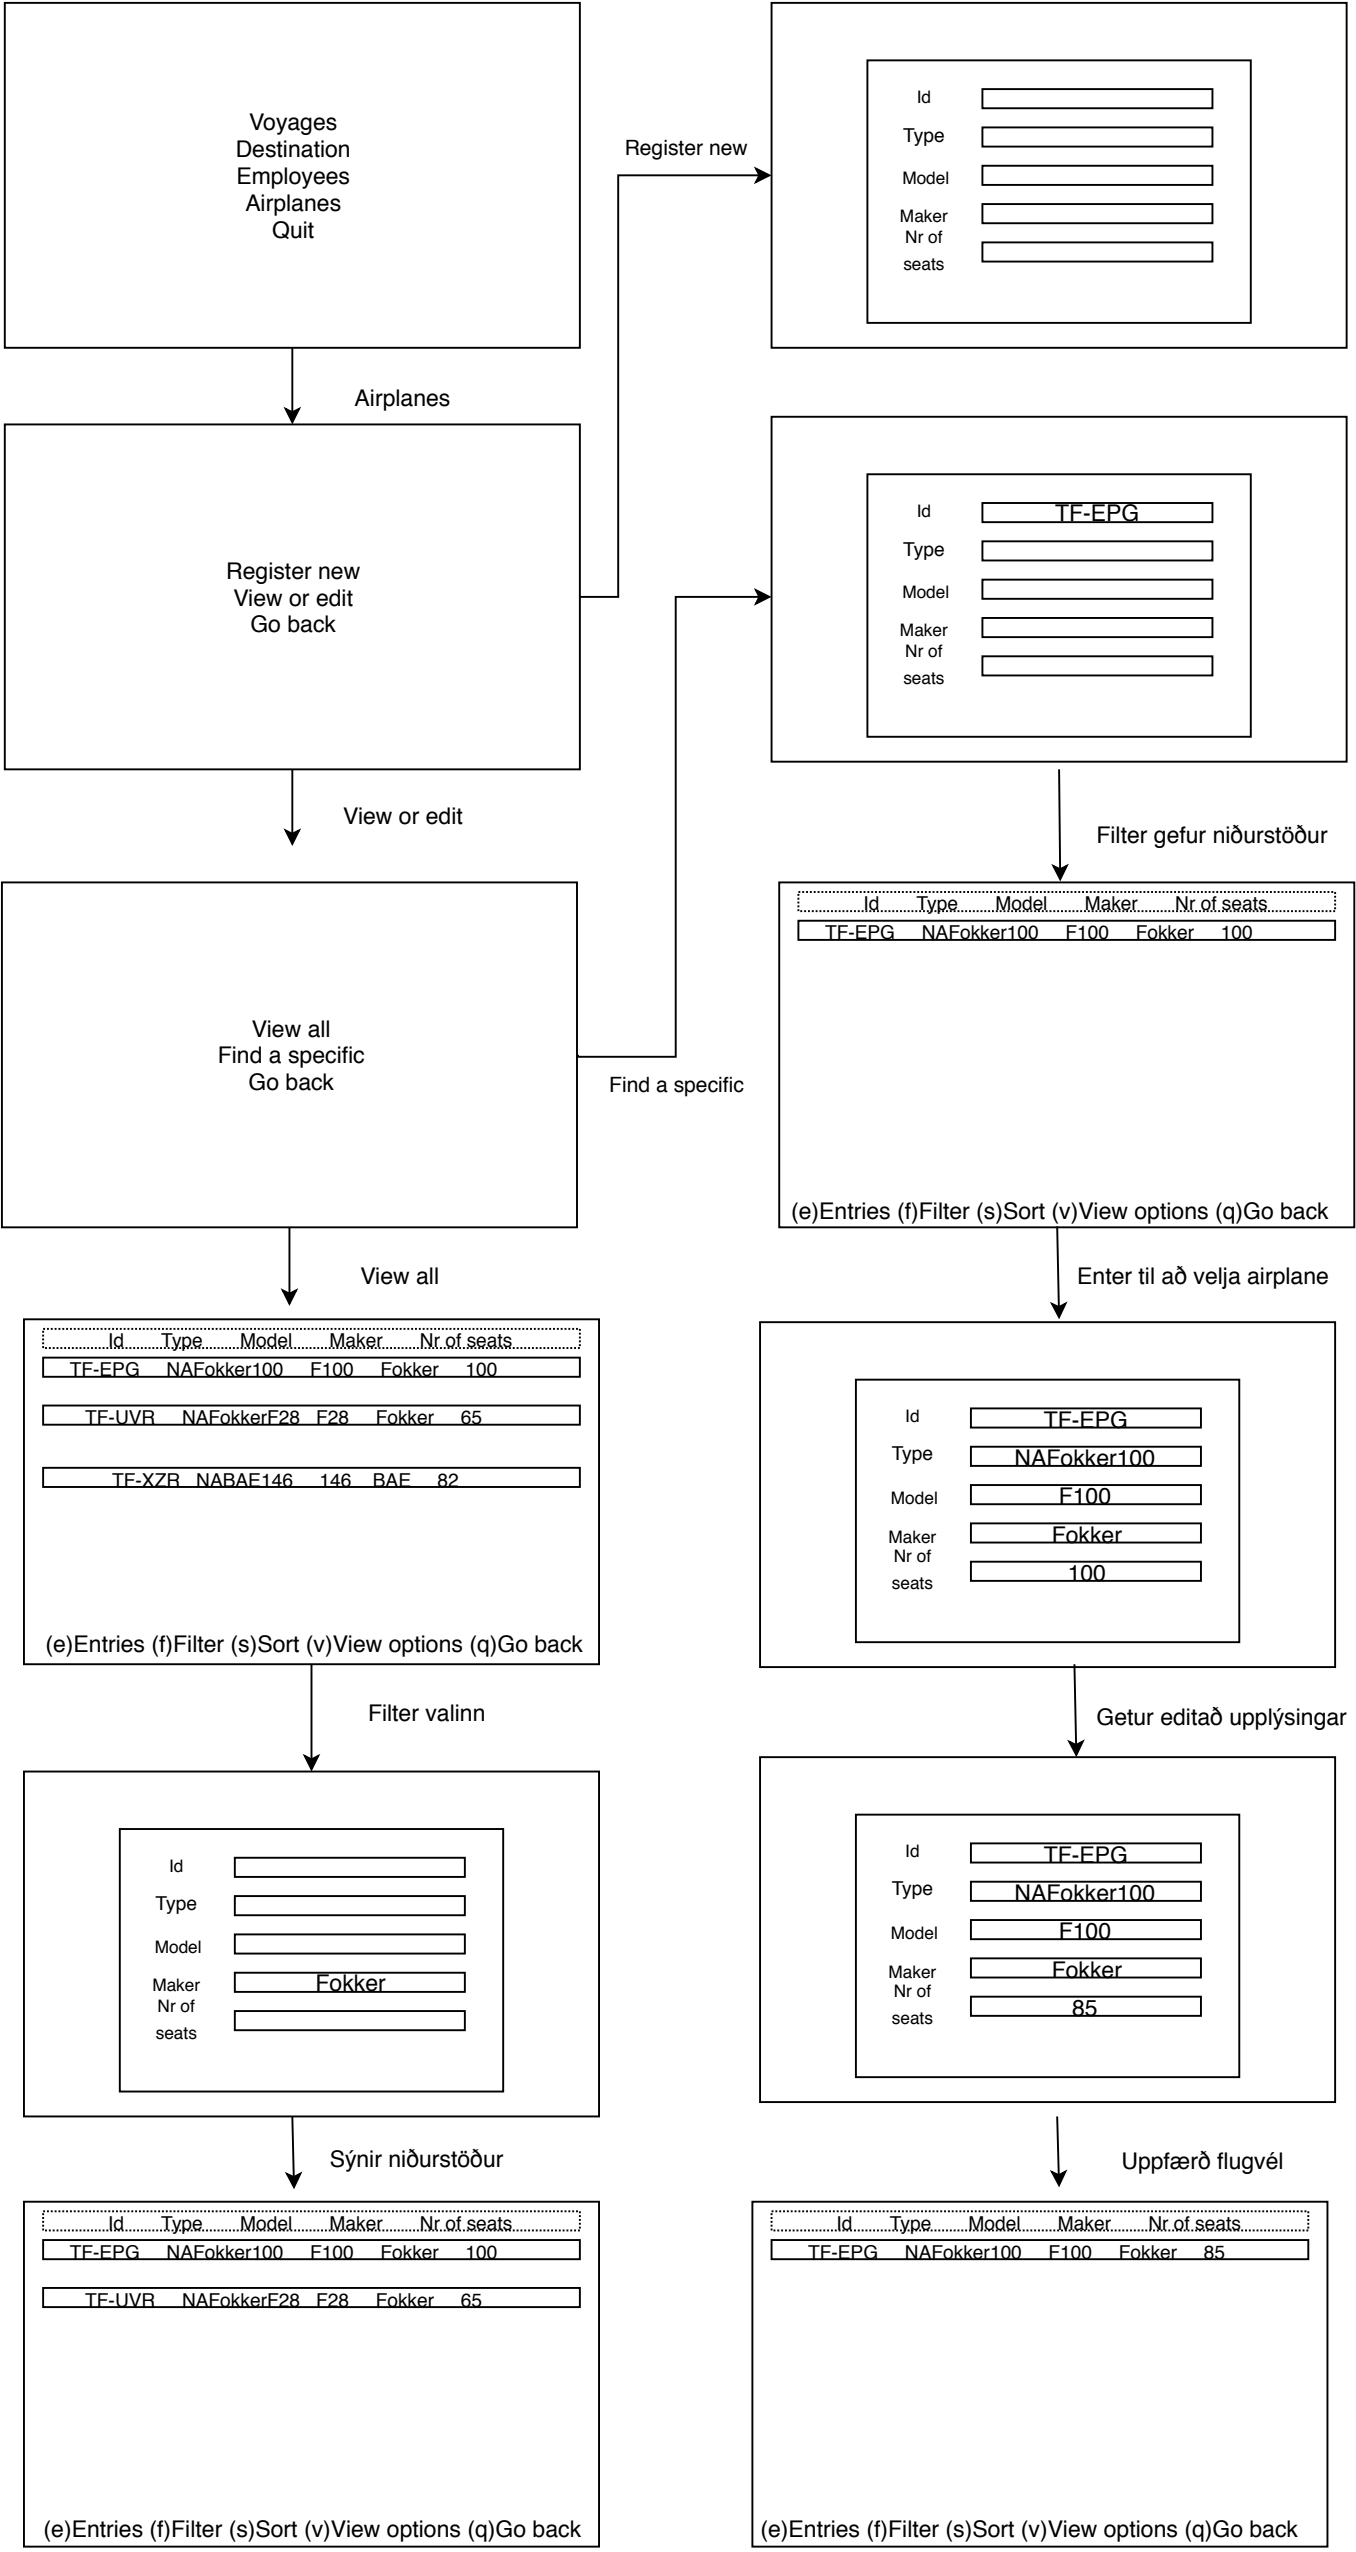 Voyages
Destination
Employees
Airplanes
Quit
Register new
Id
Type
Model
Maker
Nr of
seats
Airplanes
Register new
View or edit
Go back
Id TF-EPG
Type
Model
Maker
Nr of
seats
View or edit
Filter gefur niðurstöður
View all
Find a specific
Go back
Find a specific
Id Type Model Maker Nr of seats
TF-EPG NAFokker100 F100 Fokker 100
(e)Entries (f)Filter (s)Sort (v)View options (q)Go back
View all
Enter til að velja airplane
Id Type Model Maker Nr of seats
TF-EPG NAFokker100 F100 Fokker 100
TF-UVR NAFokkerF28 F28 Fokker 65
TF-XZR NABAE146 146 BAE 82
(e)Entries (f)Filter (s)Sort (v)View options (q)Go back
Id TF-EPG
Type NAFokker100
Model F100
Maker Fokker
Nr of
seats 100
Filter valinn
Getur editað upplýsingar
Id
Type
Model
Maker Fokker
Nr of
seats
Id TF-EPG
Type NAFokker100
Model F100
Maker Fokker
Nr of
seats 85
Sýnir niðurstöður
Uppfærð flugvél
Id Type Model Maker Nr of seats
TF-EPG NAFokker100 F100 Fokker 100
TF-UVR NAFokkerF28 F28 Fokker 65
(e)Entries (f)Filter (s)Sort (v)View options (q)Go back
Id Type Model Maker Nr of seats
TF-EPG NAFokker100 F100 Fokker 85
(e)Entries (f)Filter (s)Sort (v)View options (q)Go back